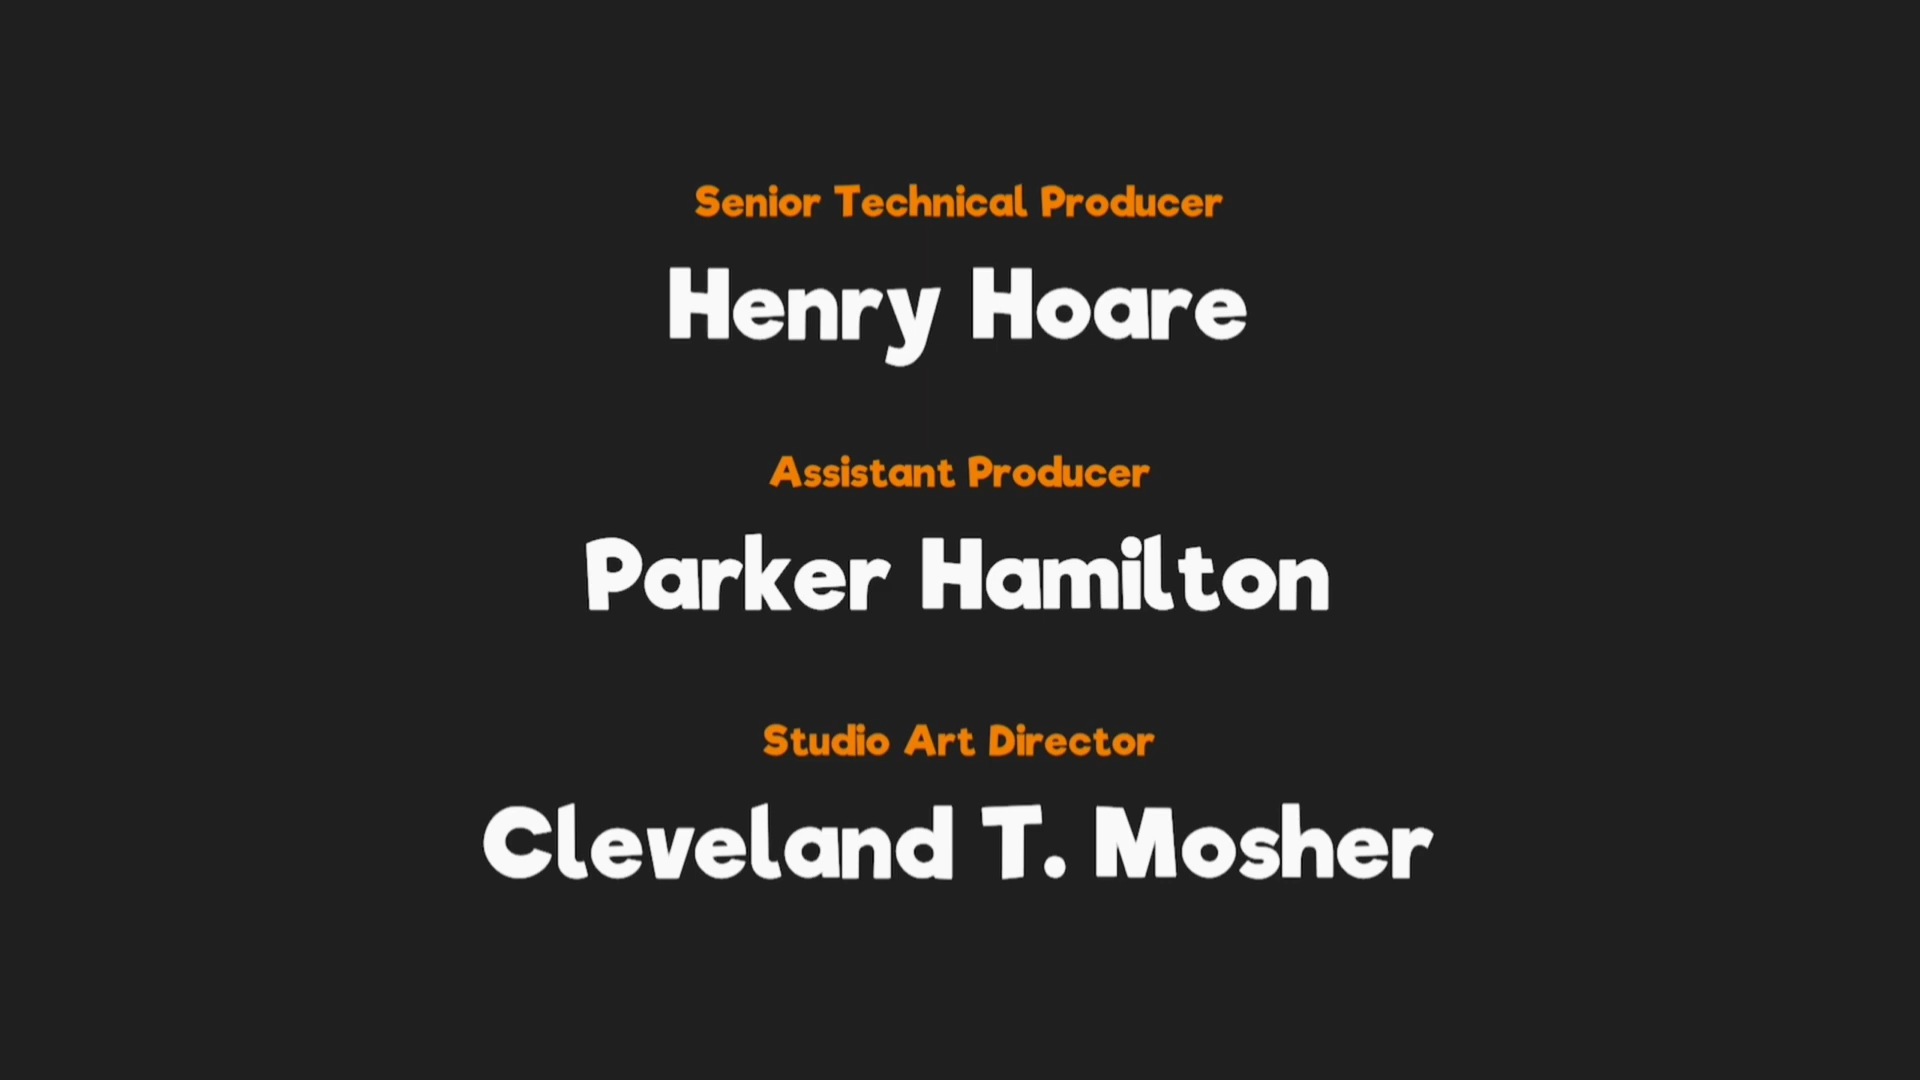 Senior Technical Producer
Henry Hoare
Assistant Producer
Parker Hamilton
Studio Art Director
Cleveland T. Mosher